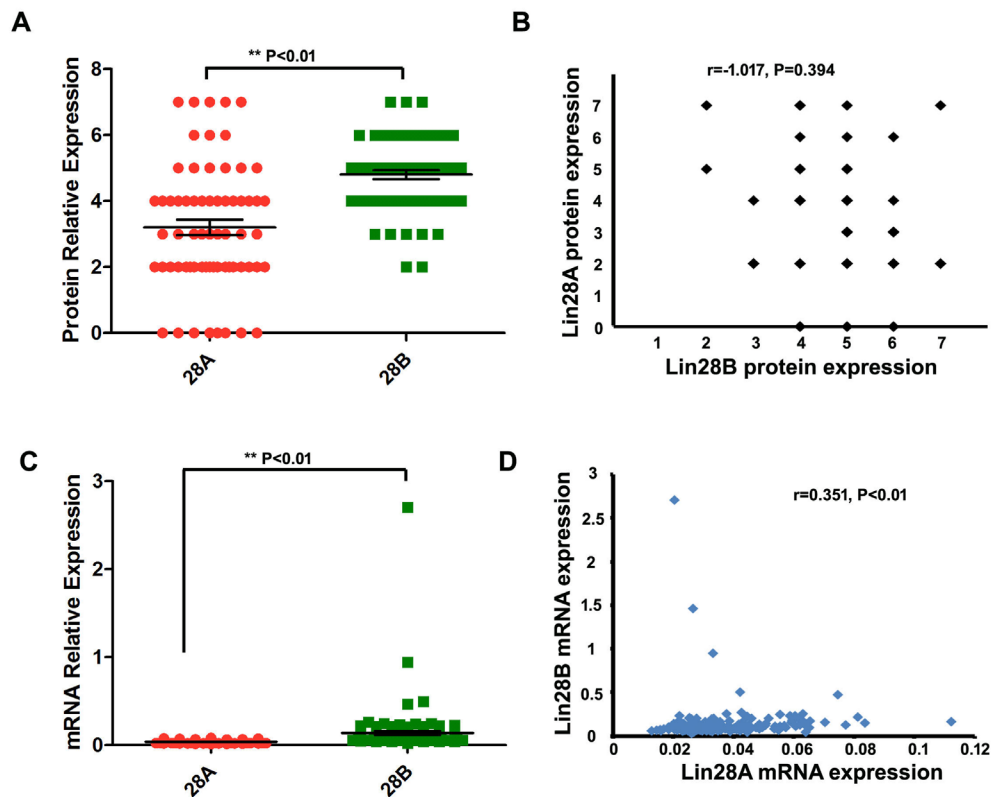 A
** P<0.01
Protein Relative Expression
8
6
4
2
0
28A
28B
B
r=-1.017, P=0.394
Lin28A protein expression
7
6
5
4
3
2
1
0
1 2 3 4 5 6 7
Lin28B protein expression
C
** P<0.01
mRNA Relative Expression
3
2
1
0
28A
28B
D
r=0.351, P<0.01
Lin28B mRNA expression
3
2.5
2
1.5
1
0.5
0
0 0.02 0.04 0.06 0.08 0.1 0.12
Lin28A mRNA expression